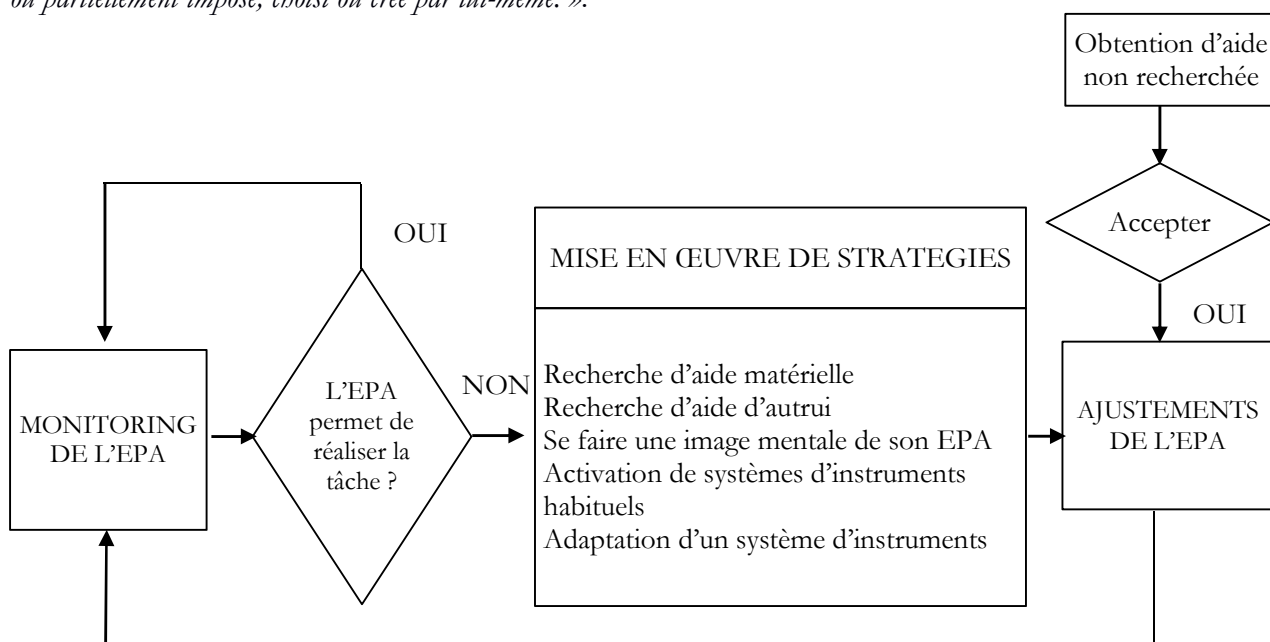 ou partiellement imposé, choisi ou créé par lui-même. ».
Obtention d'aide
non recherchée
Accepter
OUI
OUI
MISE EN ŒUVRE DE STRATEGIES
L'EPA
permet de
réaliser la
tâche ?
NON
Recherche d'aide matérielle
Recherche d'aide d'autrui
Se faire une image mentale de son EPA
Activation de systèmes d'instruments
habituels
Adaptation d'un système d'instruments
MONITORING
DE L'EPA
AJUSTEMENTS
DE L'EPA